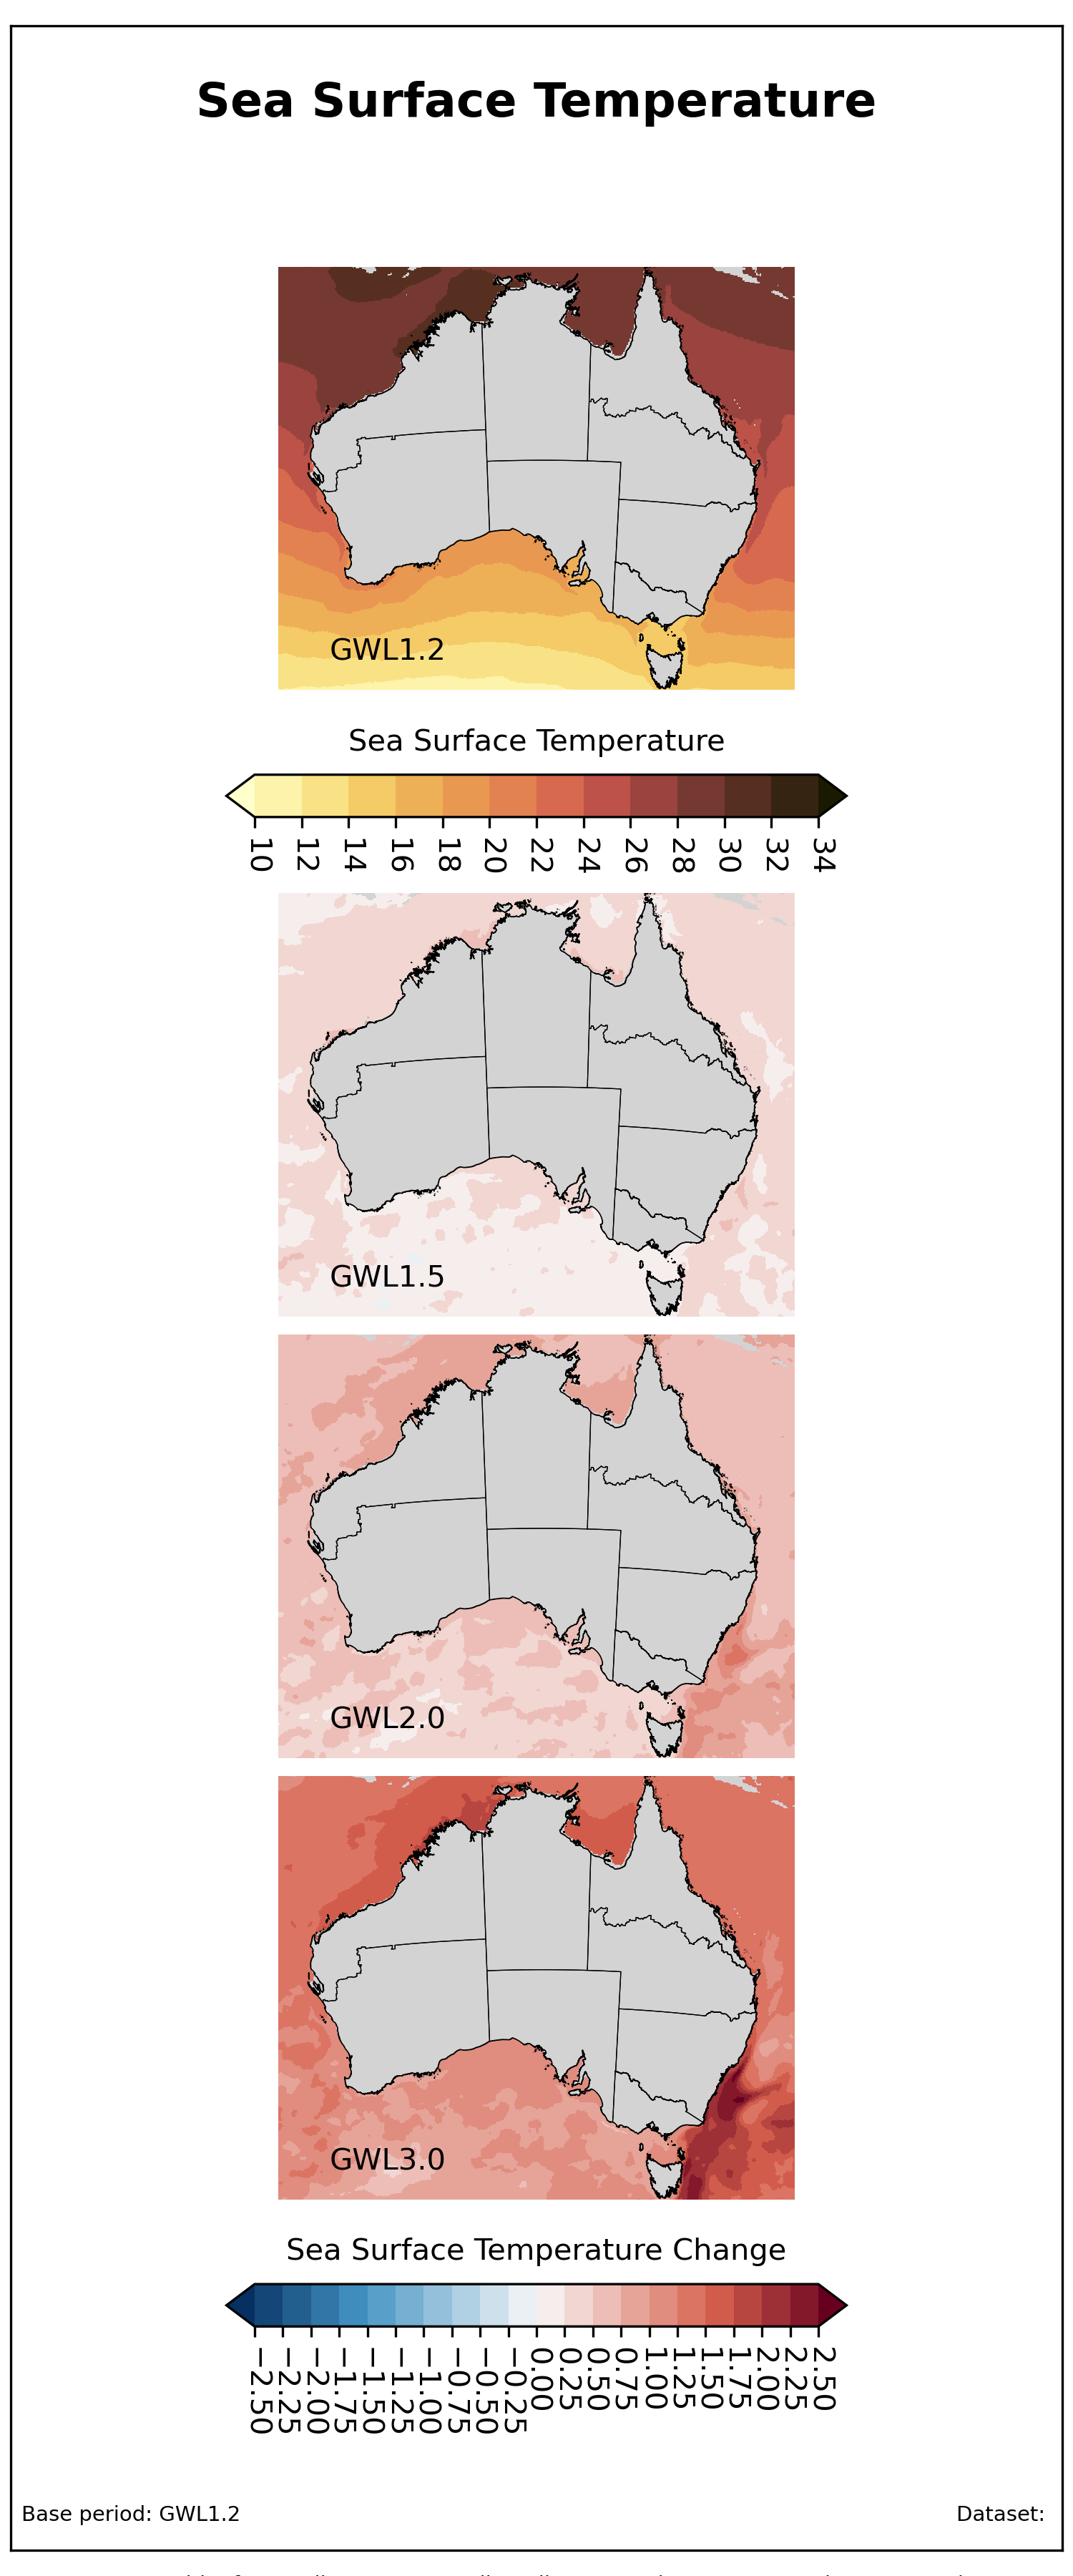 Sea Surface Temperature
GWL1.2
Sea Surface Temperature
10 12 14 16 18 20 22 24 26 28 30 32 34
GWL1.5
GWL2.0
GWL3.0
Sea Surface Temperature Change
−2.50 −2.25 −2.00 −1.75 −1.50 −1.25 −1.00 −0.75 −0.50 −0.25 0.00 0.25 0.50 0.75 1.00 1.25 1.50 1.75 2.00 2.25 2.50
Base period: GWL1.2
Dataset: